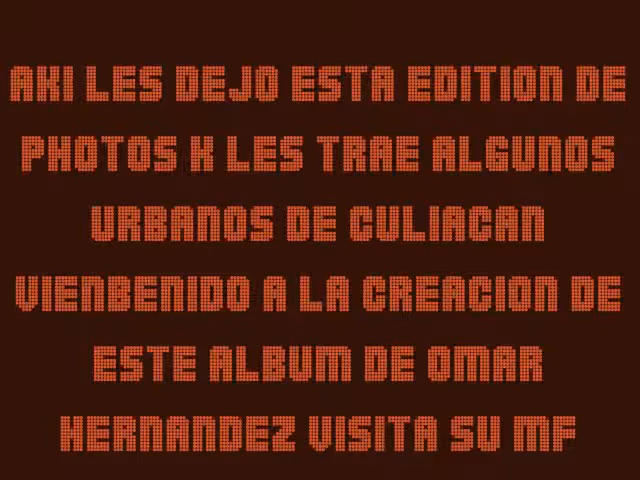 AKI LES DEJO ESTA EDITION DE
PHOTOS K LES TRAE ALGUNOS
URBANOS DE CULIACAN
VIENBENIDO A LA CREACION DE
ESTE ALBUM DE OMAR
HERNANDEZ VISITA SU MF